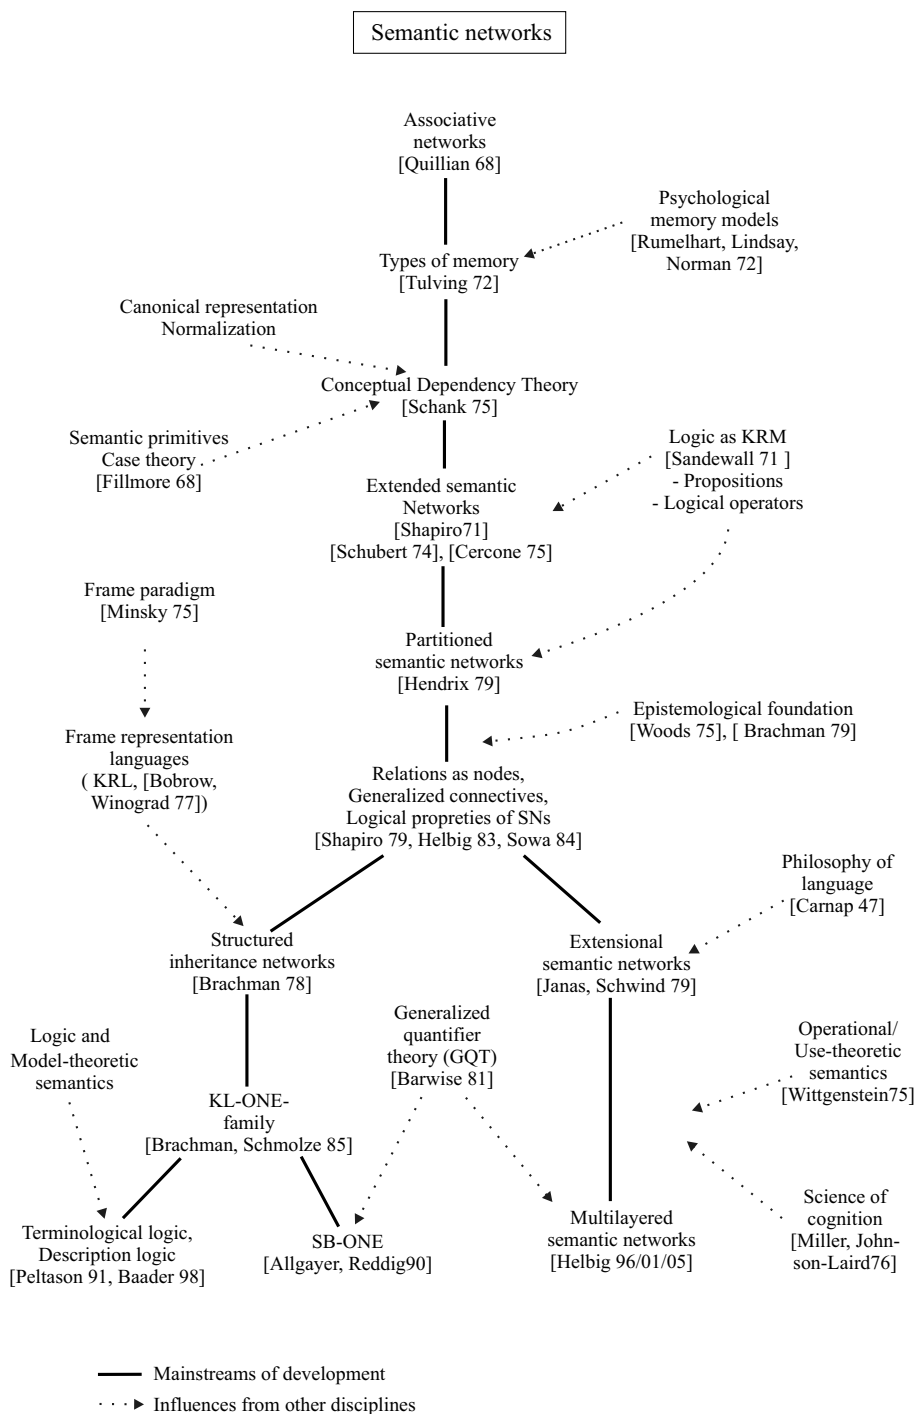 Semantic networks
Associative
networks
[Quillian 68]
Psychological
memory models
[Rumelhart, Lindsay,
Norman 72]
Types of memory
[Tulving 72]
Canonical representation
Normalization
Conceptual Dependency Theory
[Schank 75]
Semantic primitives
Case theory
[Fillmore 68]
Logic as KRM
[Sandewall 71 ]
- Propositions
- Logical operators
Extended semantic
Networks
[Shapiro71]
[Schubert 74], [Cercone 75]
Frame paradigm
[Minsky 75]
Partitioned
semantic networks
[Hendrix 79]
Epistemological foundation
[Woods 75], [ Brachman 79]
Frame representation
languages
( KRL, [Bobrow,
Winograd 77])
Relations as nodes,
Generalized connectives,
Logical propreties of SNs
[Shapiro 79, Helbig 83, Sowa 84]
Philosophy of
language
[Carnap 47]
Structured
inheritance networks
[Brachman 78]
Extensional
semantic networks
[Janas, Schwind 79]
Generalized
quantifier
theory (GQT)
[Barwise 81]
Logic and
Model-theoretic
semantics
Operational/
Use-theoretic
semantics
[Wittgenstein75]
KL-ONE-
family
[Brachman, Schmolze 85]
Science of
cognition
[Miller, John-
son-Laird76]
Terminological logic,
Description logic
[Peltason 91, Baader 98]
SB-ONE
[Allgayer, Reddig90]
Multilayered
semantic networks
[Helbig 96/01/05]
Mainstreams of development
Influences from other disciplines